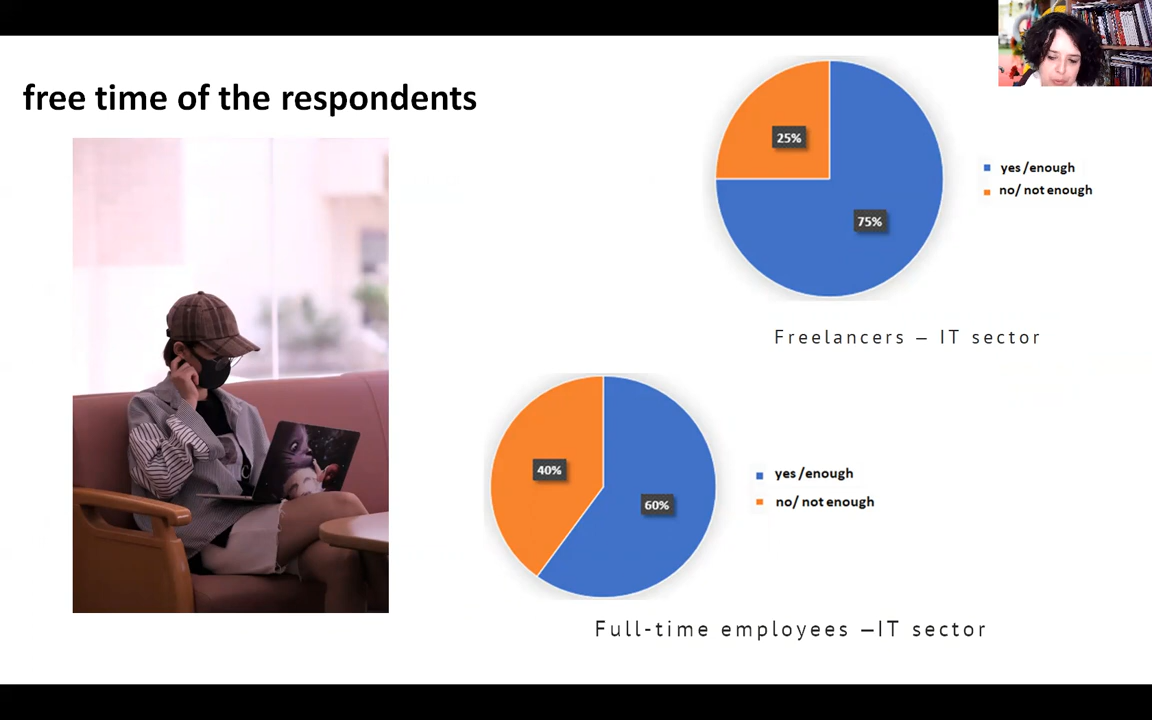 free time of the respondents
25%
75%
yes /enough
no/ not enough
Freelancers – IT sector
40%
60%
yes /enough
no/ not enough
Full-time employees –IT sector